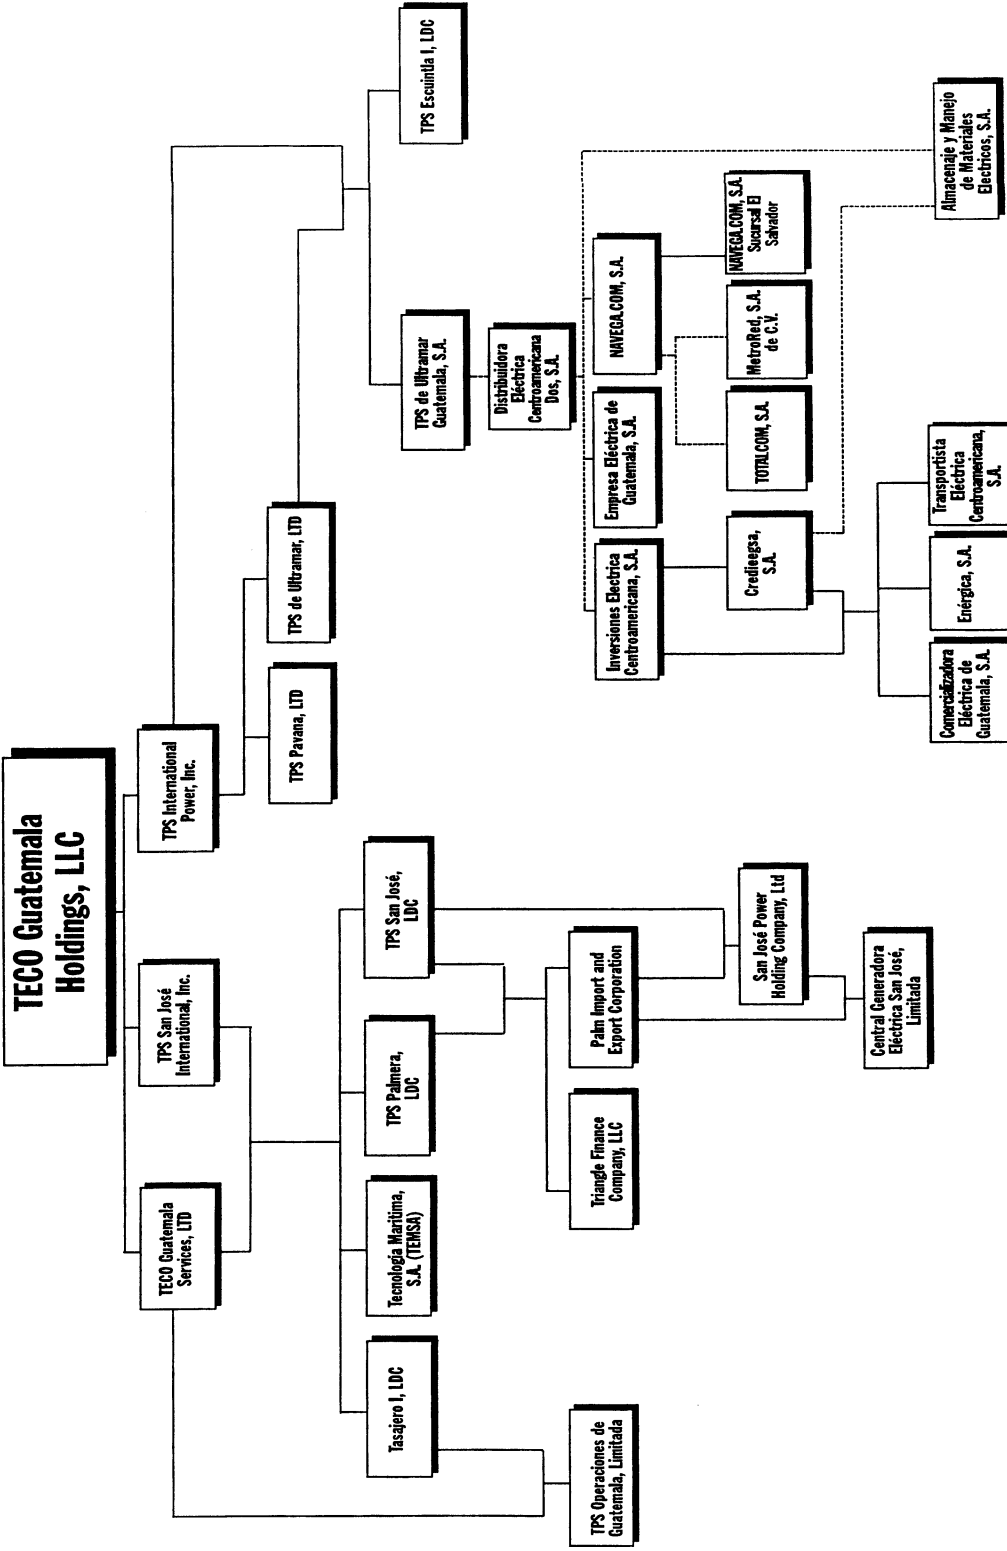 TECO Guatemala
Holdings, LLC
TECO Guatemala
Services, LTD
TPS San José
International, Inc.
TPS International
Power, Inc.
TPS Pavana, LTD
TPS de Ultramar, LTD
Tasajero I, LDC
Tecnología Marítima,
S.A. (TEMSA)
TPS Palmera,
LDC
TPS San José,
LDC
TPS de Ultramar
Guatemala, S.A.
TPS Escuintla I, LDC
Distribuidora
Eléctrica
Centroamericana
Dos, S.A.
TPS Operaciones de
Guatemala, Limitada
Triangle Finance
Company, LLC
Palm Import and
Export Corporation
Inversiones Electrica
Centroamericana, S.A.
Empresa Eléctrica de
Guatemala, S.A.
NAVEGA.COM, S.A.
San José Power
Holding Company, Ltd
Credieegsa,
S.A.
TOTALCOM, S.A.
MetroRed, S.A.
de C.V.
NAVEGA.COM, S.A.
Sucursal El
Salvador
Central Generadora
Eléctrica San José,
Limitada
Comercializadora
Eléctrica de
Guatemala, S.A.
Enérgica, S.A.
Transportista
Eléctrica
Centroamericana,
S.A.
Almacenaje y Manejo
de Materiales
Electricos, S.A.